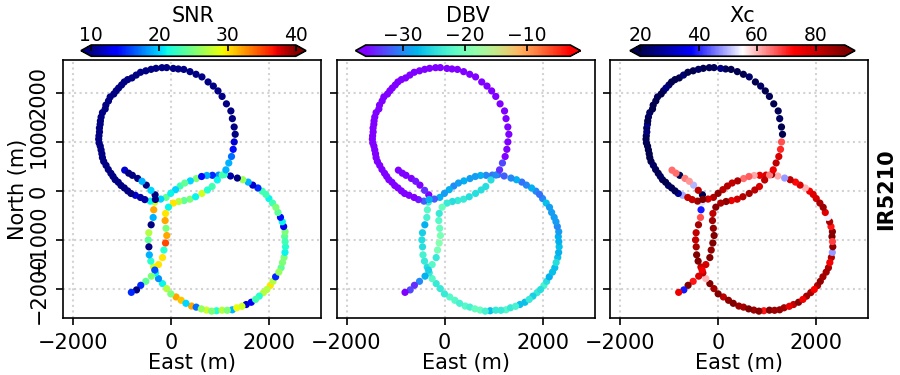 SNR DBV Xc
10 20 30 40 −30 −20 −10 20 40 60 80
2000
1000
0
−1000
−2000
North (m)
−2000 0 2000 −2000 0 2000 −2000 0 2000
East (m) East (m) East (m)
IR5210